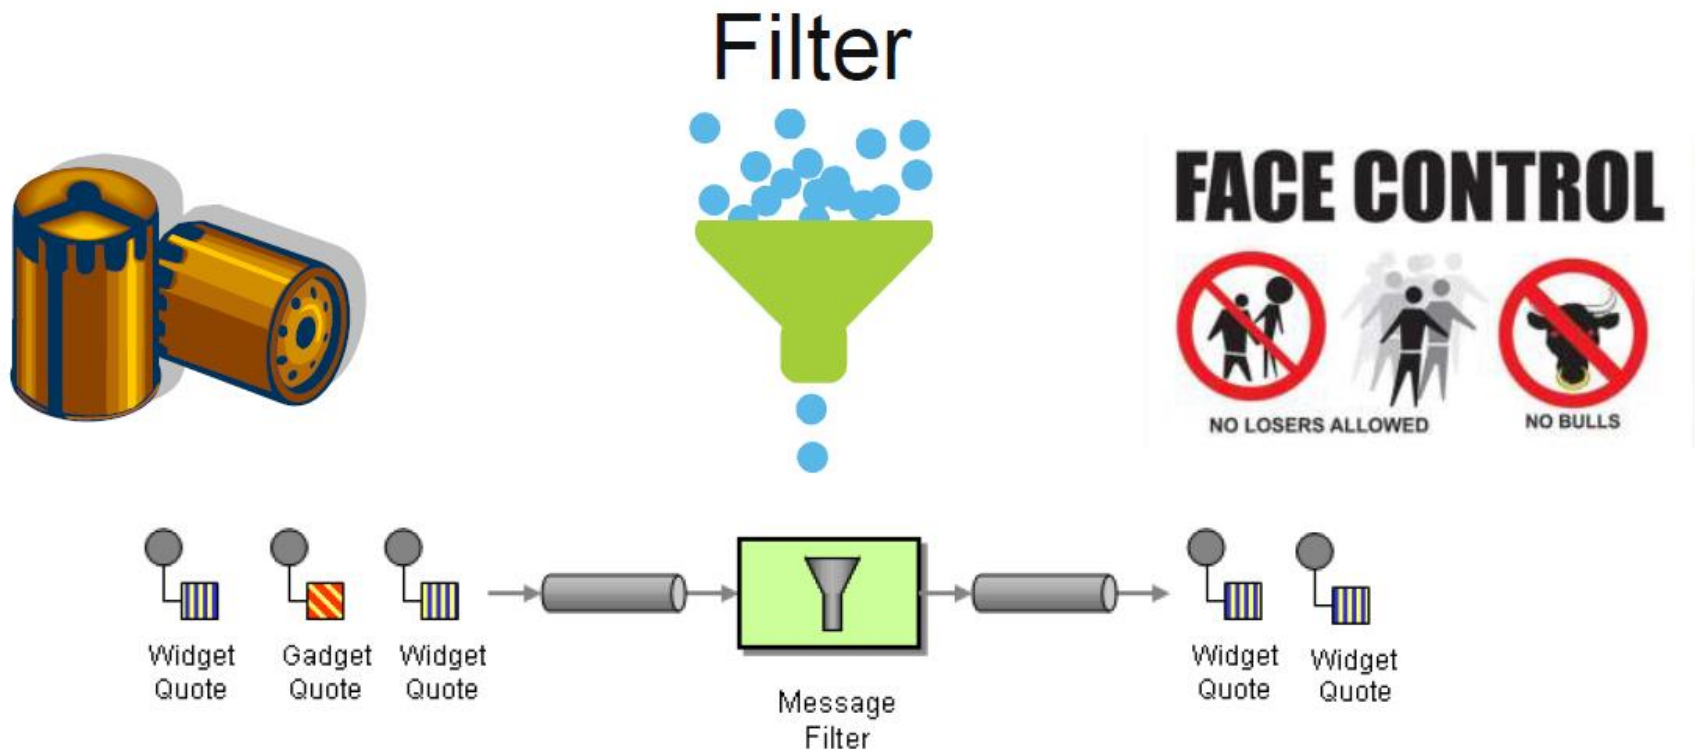 Filter
FACE CONTROL
NO LOSERS ALLOWED
NO BULLS
Widget
Quote
Gadget
Quote
Widget
Quote
Message
Filter
Widget
Quote
Widget
Quote